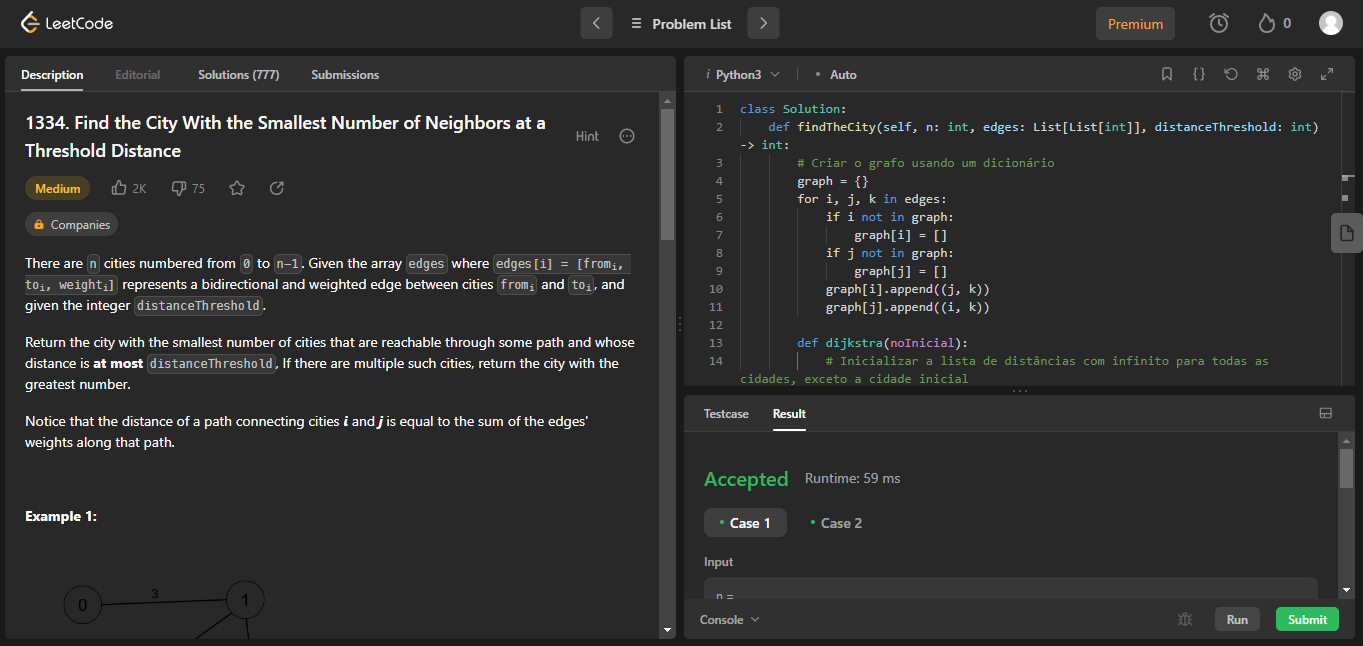 LeetCode
Problem List
Premium
0
Description
Editorial
Solutions (777)
Submissions
1334. Find the City With the Smallest Number of Neighbors at a
Threshold Distance
Hint
Medium
2K
75
Companies
There are n cities numbered from 0 to n-1. Given the array edges where edges[i] = [fromi,
toi, weighti] represents a bidirectional and weighted edge between cities fromi and toi, and
given the integer distanceThreshold.
Return the city with the smallest number of cities that are reachable through some path and whose
distance is at most distanceThreshold, If there are multiple such cities, return the city with the
greatest number.
Notice that the distance of a path connecting cities i and j is equal to the sum of the edges'
weights along that path.
Example 1:
0
3
1
i Python3
• Auto
1 class Solution:
2 def findTheCity(self, n: int, edges: List[List[int]], distanceThreshold: int)
-> int:
3 # Criar o grafo usando um dicionário
4 graph = {}
5 for i, j, k in edges:
6 if i not in graph:
7 graph[i] = []
8 if j not in graph:
9 graph[j] = []
10 graph[i].append((j, k))
11 graph[j].append((i, k))
12
13 def dijkstra(noInicial):
14 # Inicializar a lista de distâncias com infinito para todas as
cidades, exceto a cidade inicial
Testcase
Result
Accepted
Runtime: 59 ms
• Case 1
• Case 2
Input
n =
Console
Run
Submit